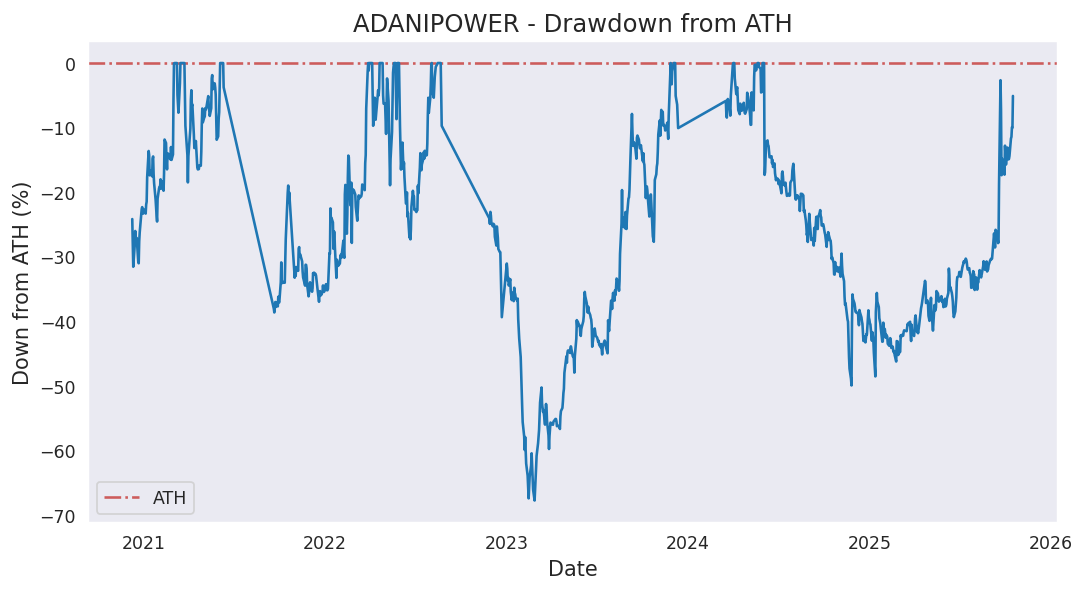 ADANIPOWER - Drawdown from ATH
Down from ATH (%)
0
−10
−20
−30
−40
−50
−60
−70
ATH
2021 2022 2023 2024 2025 2026
Date